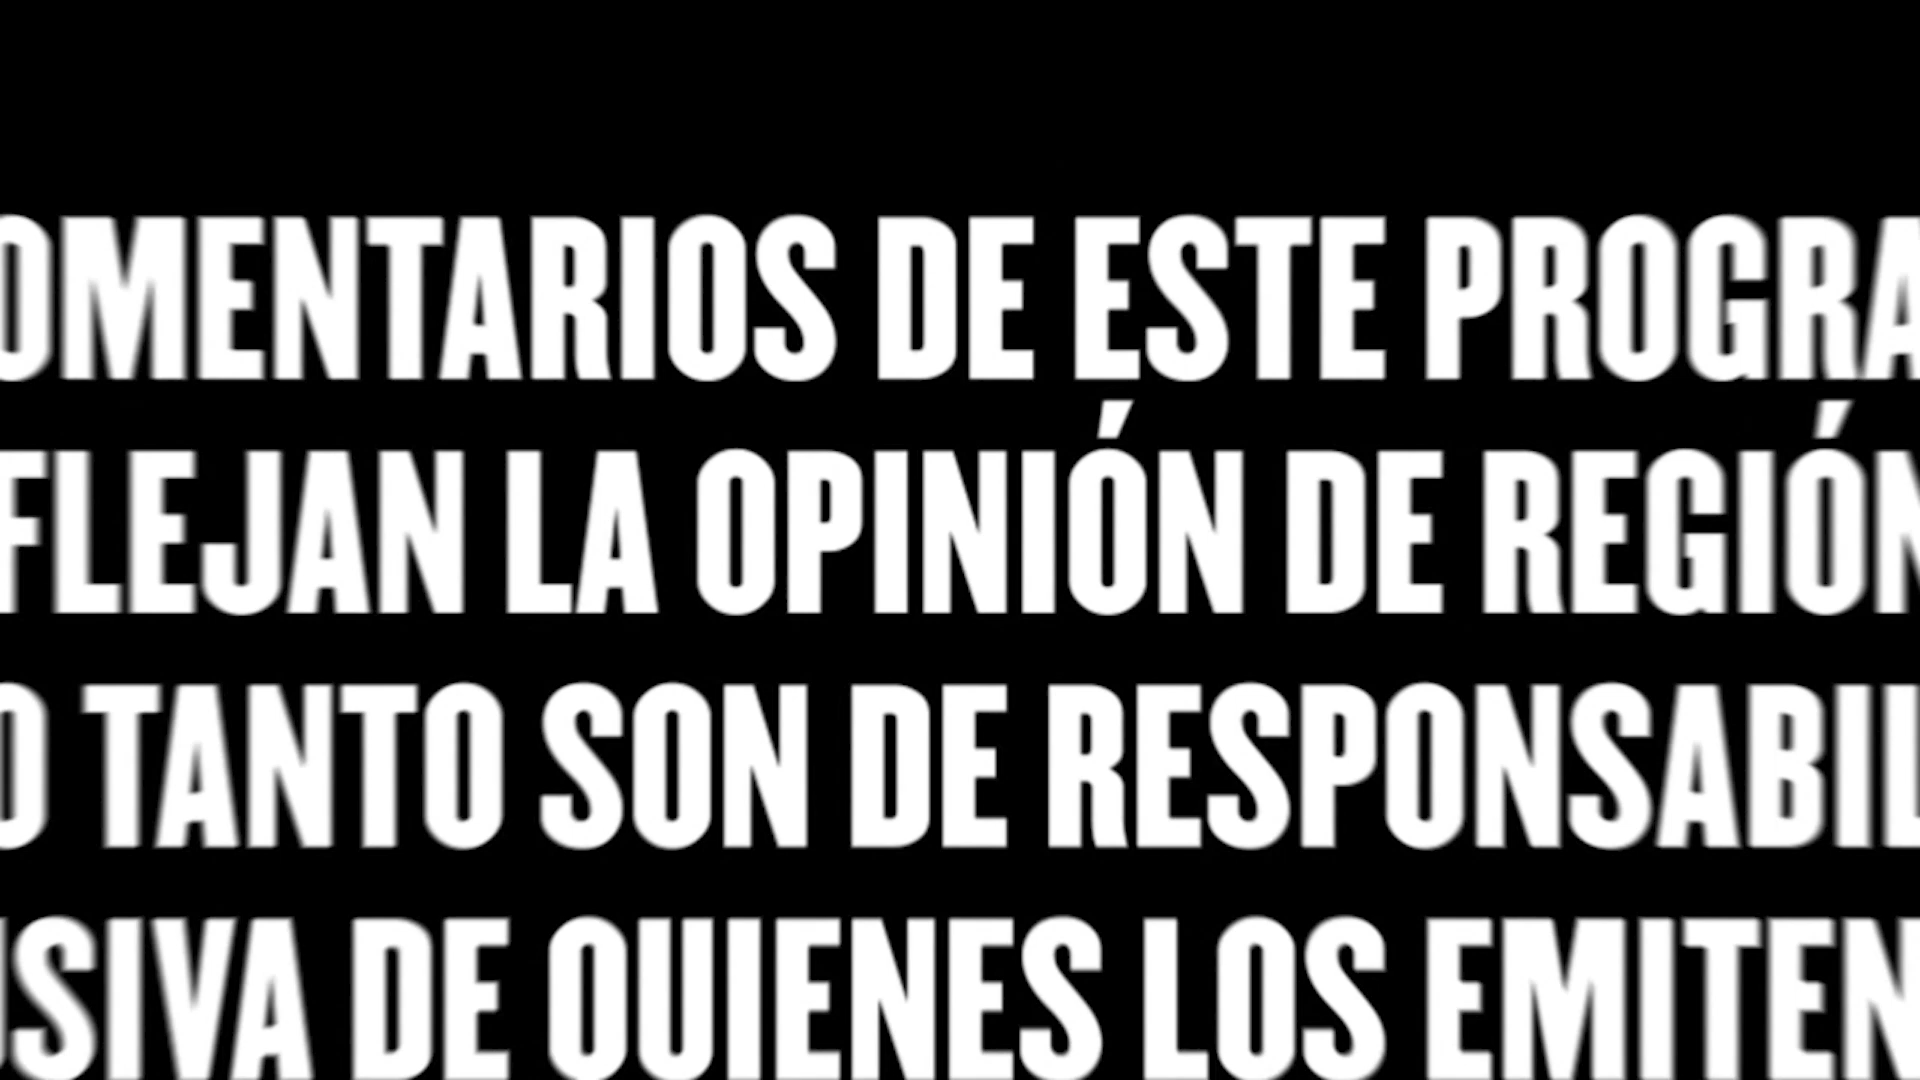 OMENTARIOS DE ESTE PROGRA
FLEJAN LA OPINIÓN DE REGIÓN
O TANTO SON DE RESPONSABIL
SIVA DE QUIENES LOS EMITEN